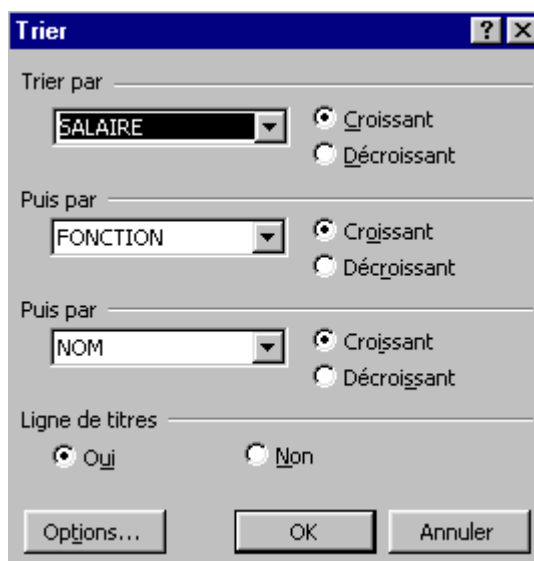 Trier
Trier par
SALAIRE
Croissant
Décroissant
Puis par
FONCTION
Croissant
Décroissant
Puis par
NOM
Croissant
Décroissant
Ligne de titres
Oui
Non
Options... OK Annuler